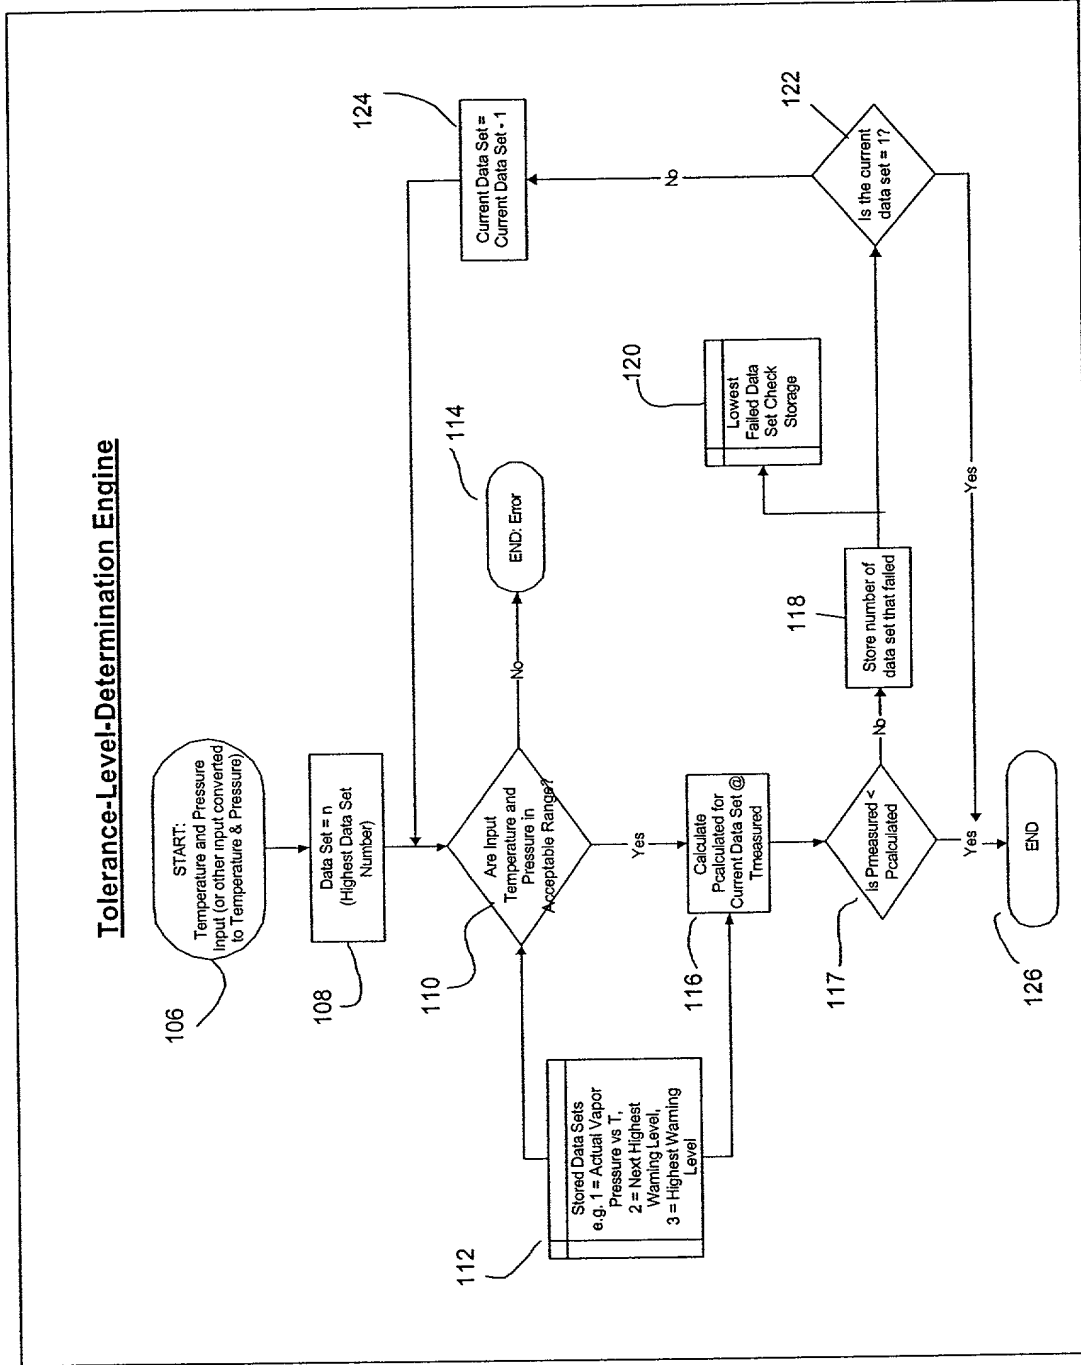 Tolerance-Level-Determination Engine
START:
Temperature and Pressure
Input (or other input converted
to Temperature & Pressure)
106
Data Set = n
(Highest Data Set
Number)
108
Are Input
Temperature and
Pressure in
Acceptable Range?
110
No
END: Error
114
Current Data Set =
Current Data Set - 1
124
Stored Data Sets
e.g. 1 = Actual Vapor
Pressure vs T,
2 = Next Highest
Warning Level,
3 = Highest Warning
Level
112
Yes
Calculate
Pcalculated for
Current Data Set @
Tmeasured
116
Is Pmeasured <
Pcalculated
117
No
Store number of
data set that failed
118
Lowest
Failed Data
Set Check
Storage
120
Is the current
data set = 1?
122
No
Yes
Yes
END
126